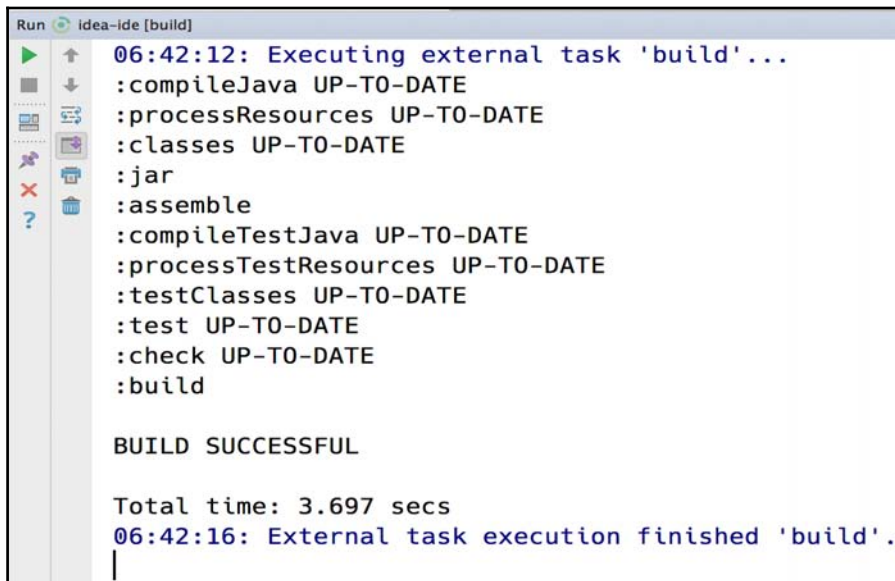 Run idea-ide [build]
06:42:12: Executing external task 'build'...
:compileJava UP-TO-DATE
:processResources UP-TO-DATE
:classes UP-TO-DATE
:jar
:assemble
:compileTestJava UP-TO-DATE
:processTestResources UP-TO-DATE
:testClasses UP-TO-DATE
:test UP-TO-DATE
:check UP-TO-DATE
:build
BUILD SUCCESSFUL
Total time: 3.697 secs
06:42:16: External task execution finished 'build'.